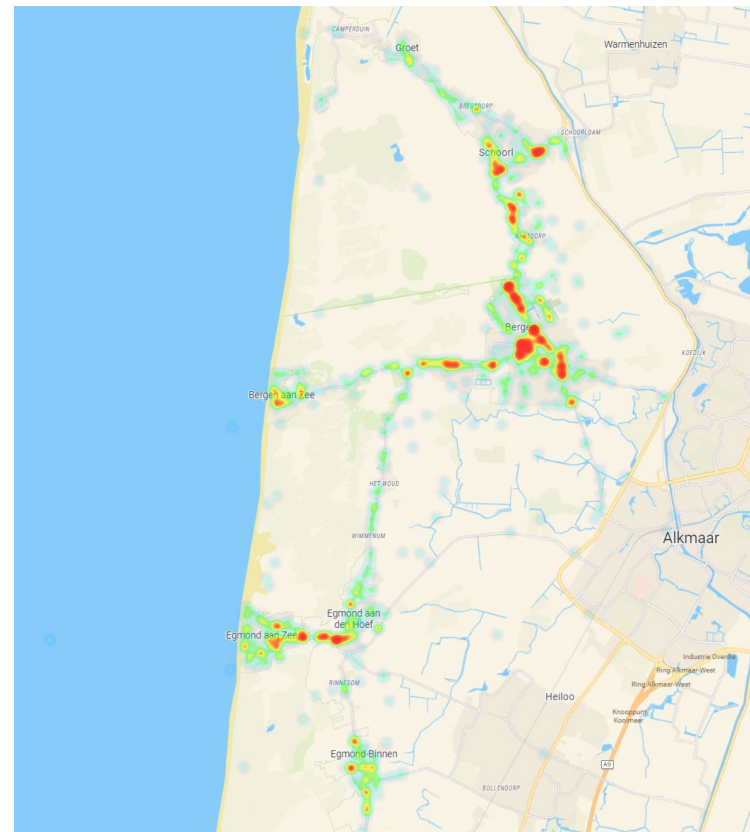 CAMPERDUIN
Groet
Warmenhuizen
BREGTDORP
SCHOORLDAM
Schoorl
KATDORP
Bergen
KOEDIJK
Bergen aan Zee
HET WOUD
WIMMENUM
Alkmaar
Egmond aan
den Hoef
Egmond aan Zee
Industrie Overdie
Ring Alkmaar-West
Ring Alkmaar-West
RINNEGOM
Heiloo
Knooppunt
Kooimeer
Egmond-Binnen
A9
BOLLENDORP